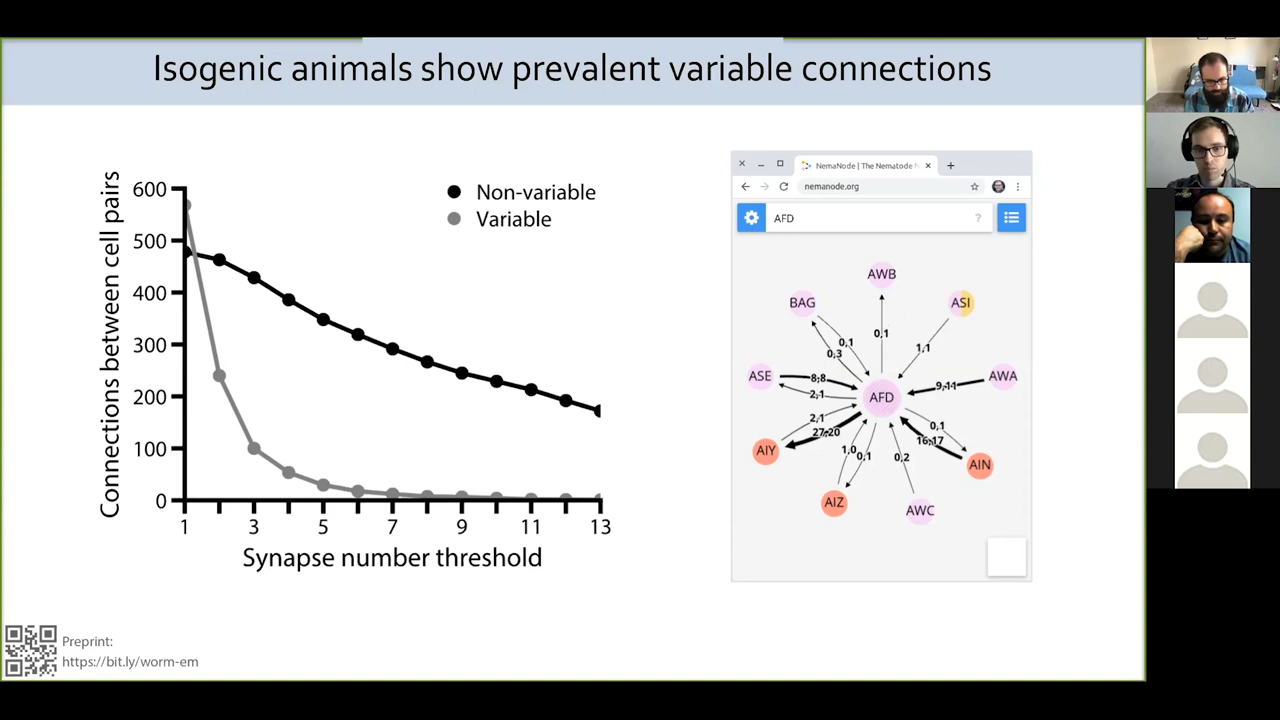 Isogenic animals show prevalent variable connections
Connections between cell pairs
600
500
400
300
200
100
0
1
3
5
7
9
11
13
Synapse number threshold
Non-variable
Variable
NemaNode | The Nematode
nemanode.org
AFD
?
AWB
BAG
ASI
0,1
0,1
0,3
1,1
ASE
8,8
9,11
AWA
2,1
AFD
2,1
0,1
27,20
16,17
AIY
1,0
0,1
0,2
AIN
AIZ
AWC
Preprint:
https://bit.ly/worm-em